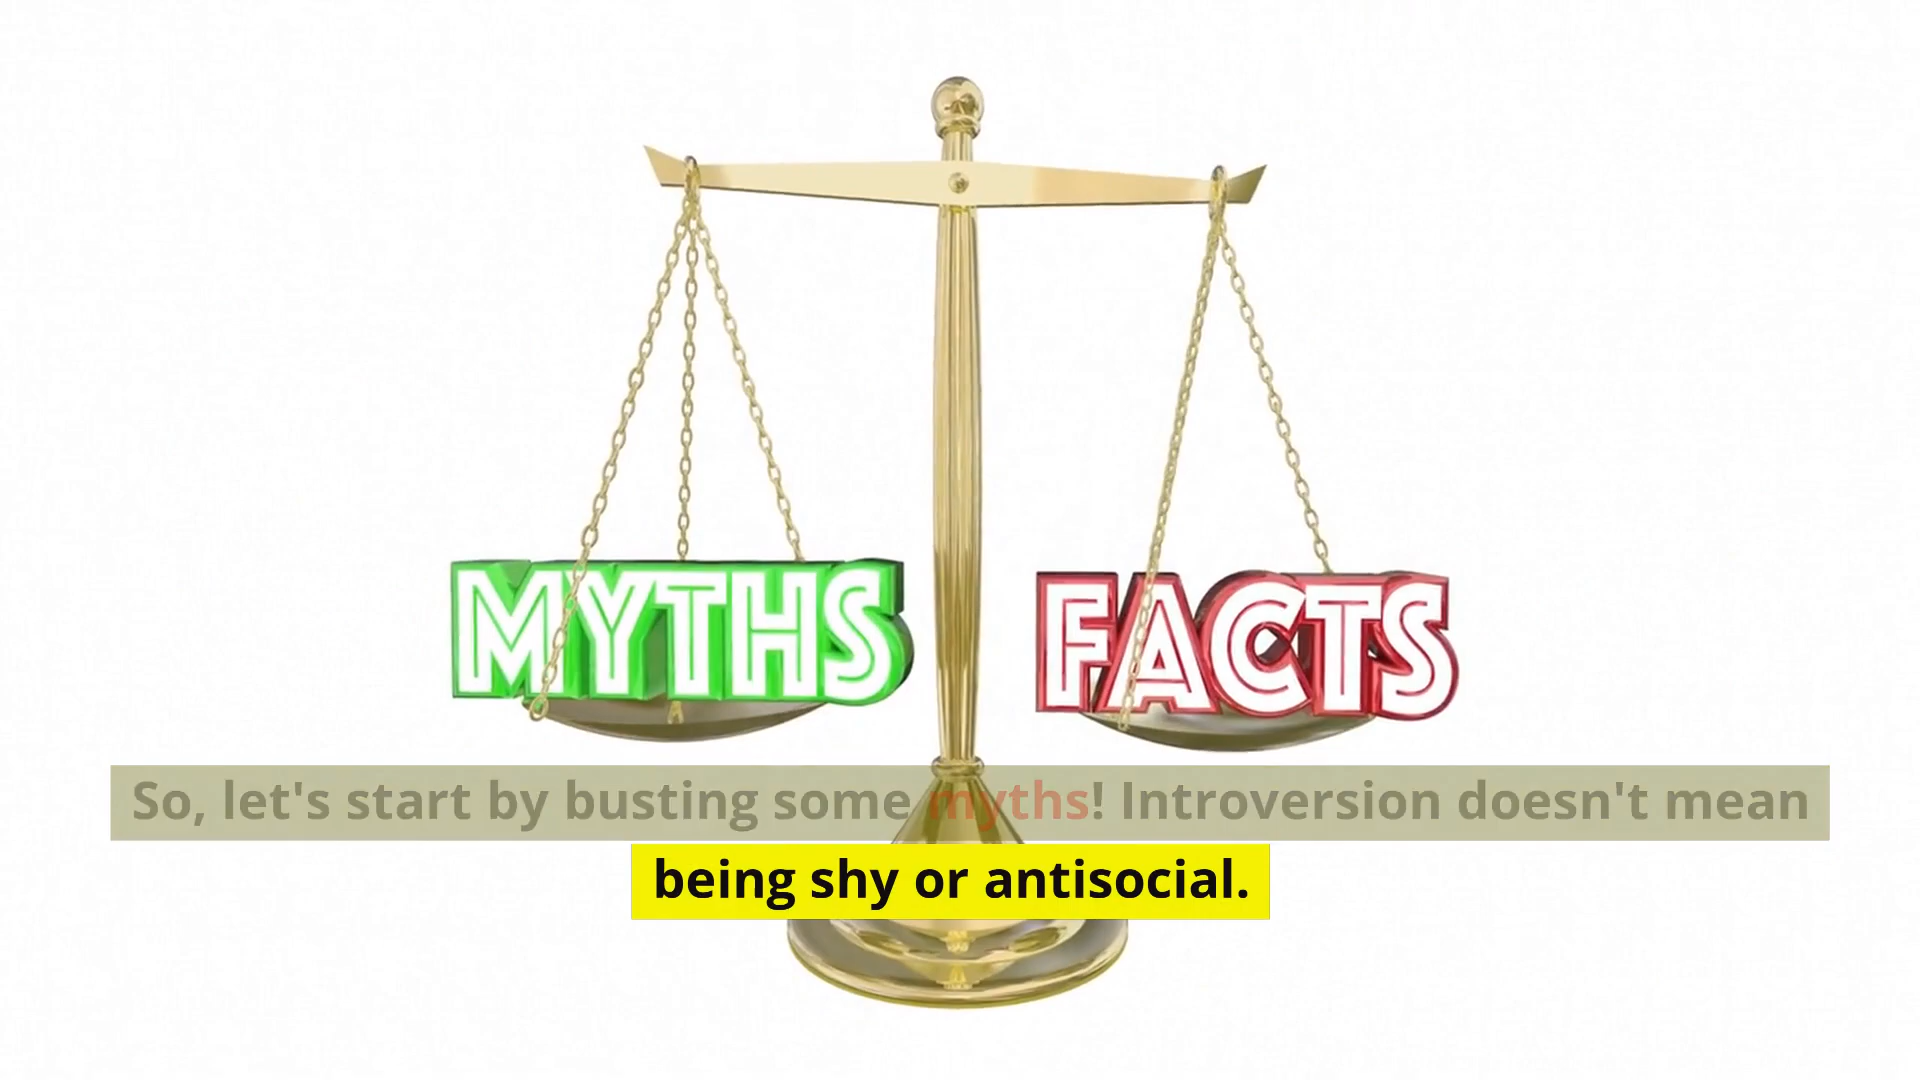 MYTHS
FACTS
So, let's start by busting some myths! Introversion doesn't mean
being shy or antisocial.